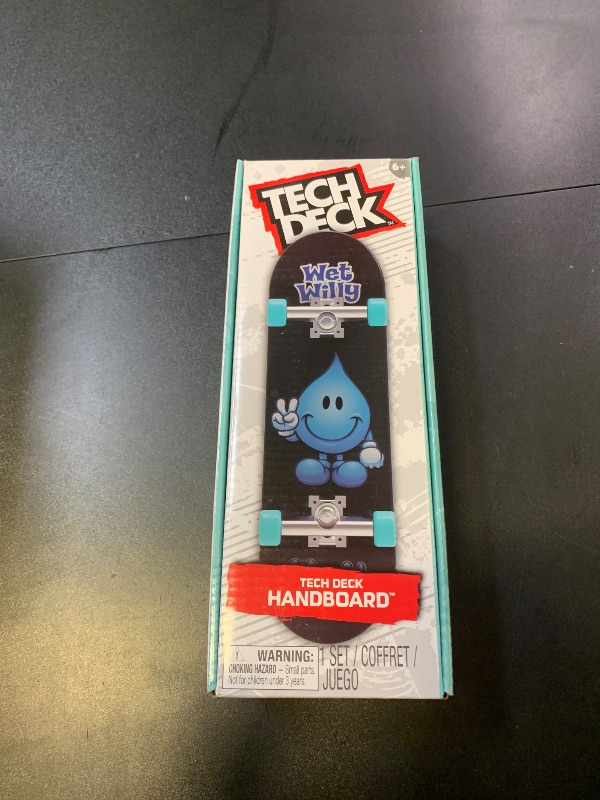 6+
TECH
DECK™
Wet
Willy
TECH DECK
HANDBOARD™
WARNING:
CHOKING HAZARD – Small parts.
Not for children under 3 years.
1 SET / COFFRET /
JUEGO